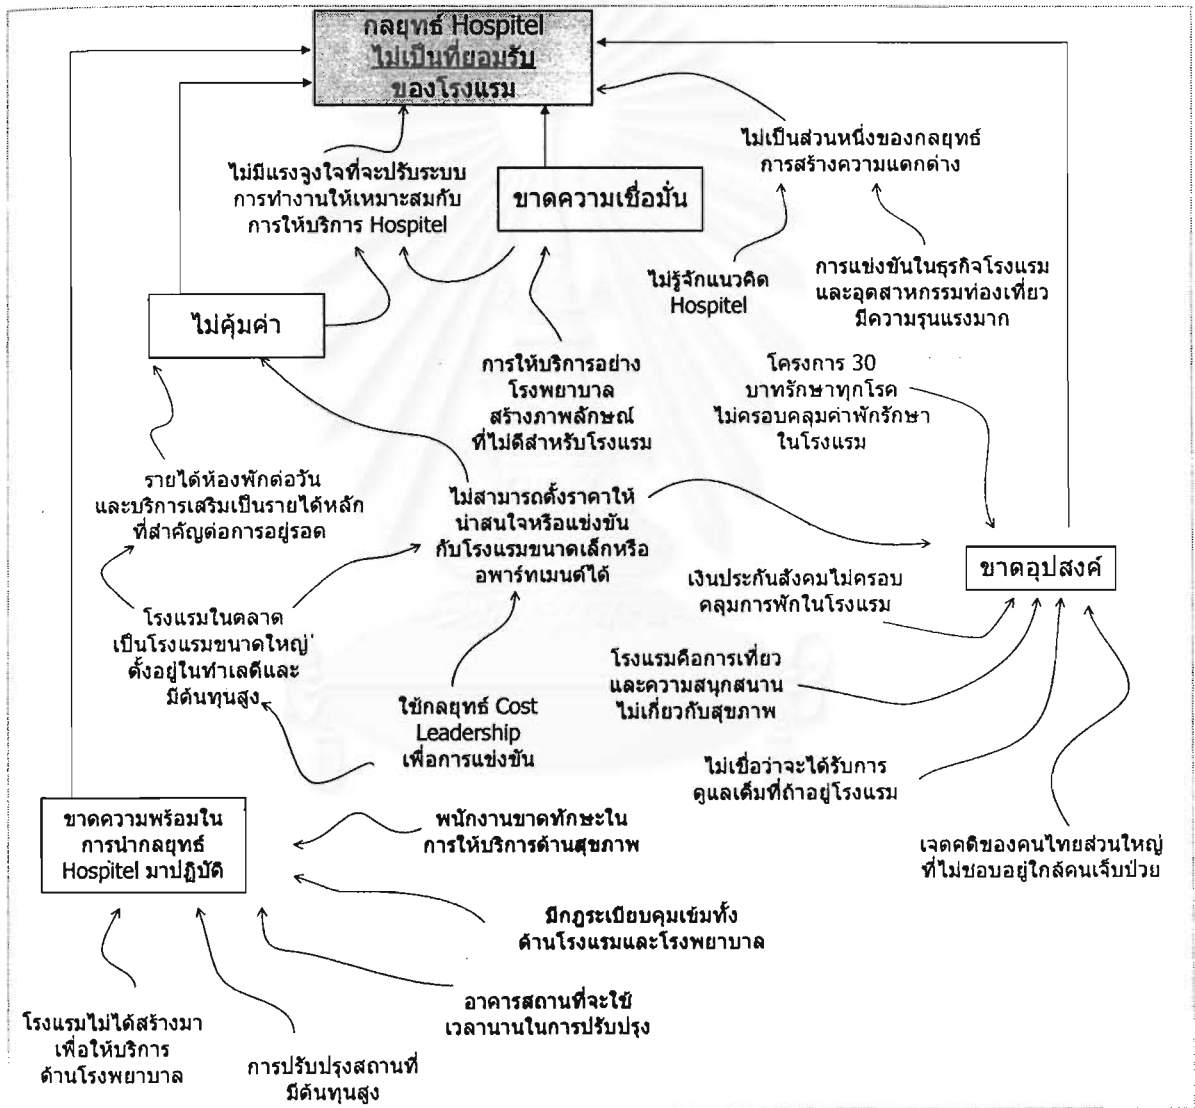 กลยุทธ์ Hospitel
ไม่เป็นที่ยอมรับ
ของโรงแรม
ไม่มีแรงจูงใจที่จะปรับระบบ
การทำงานให้เหมาะสมกับ
การให้บริการ Hospitel
ขาดความเชื่อมั่น
ไม่เป็นส่วนหนึ่งของกลยุทธ์
การสร้างความแตกต่าง
ไม่รู้จักแนวคิด
Hospitel
การแข่งขันในธุรกิจโรงแรม
และอุตสาหกรรมท่องเที่ยว
มีความรุนแรงมาก
ไม่คุ้มค่า
การให้บริการอย่าง
โรงพยาบาล
สร้างภาพลักษณ์
ที่ไม่ดีสำหรับโรงแรม
โครงการ 30
บาทรักษาทุกโรค
ไม่ครอบคลุมค่าพักรักษา
ในโรงแรม
รายได้ห้องพักต่อวัน
และบริการเสริมเป็นรายได้หลัก
ที่สำคัญต่อการอยู่รอด
ไม่สามารถตั้งราคาให้
น่าสนใจหรือแข่งขัน
กับโรงแรมขนาดเล็กหรือ
อพาร์ทเมนต์ได้
ขาดอุปสงค์
เงินประกันสังคมไม่ครอบ
คลุมการพักในโรงแรม
โรงแรมในตลาด
เป็นโรงแรมขนาดใหญ่
ตั้งอยู่ในทำเลดีและ
มีต้นทุนสูง
โรงแรมคือการเที่ยว
และความสนุกสนาน
ไม่เกี่ยวกับสุขภาพ
ใช้กลยุทธ์ Cost
Leadership
เพื่อการแข่งขัน
ไม่เชื่อว่าจะได้รับการ
ดูแลเต็มที่ถ้าอยู่โรงแรม
ขาดความพร้อมใน
การนำกลยุทธ์
Hospitel มาปฏิบัติ
พนักงานขาดทักษะใน
การให้บริการด้านสุขภาพ
เจตคติของคนไทยส่วนใหญ่
ที่ไม่ชอบอยู่ใกล้คนเจ็บป่วย
มีกฎระเบียบคุมเข้มทั้ง
ด้านโรงแรมและโรงพยาบาล
อาคารสถานที่จะใช้
เวลานานในการปรับปรุง
โรงแรมไม่ได้สร้างมา
เพื่อให้บริการ
ด้านโรงพยาบาล
การปรับปรุงสถานที่
มีต้นทุนสูง